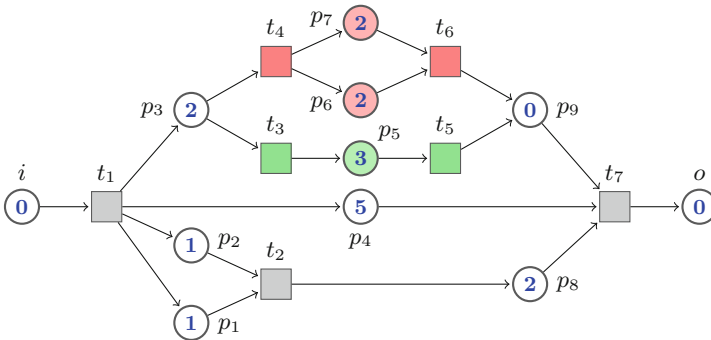 p₇ 2
t₄ t₆
p₆ 2
p₃ 2 0 p₉
t₃ p₅ t₅
3
i t₁ t₇ o
0 5 0
p₄
1 p₂ t₂
2 p₈
p₁ 1